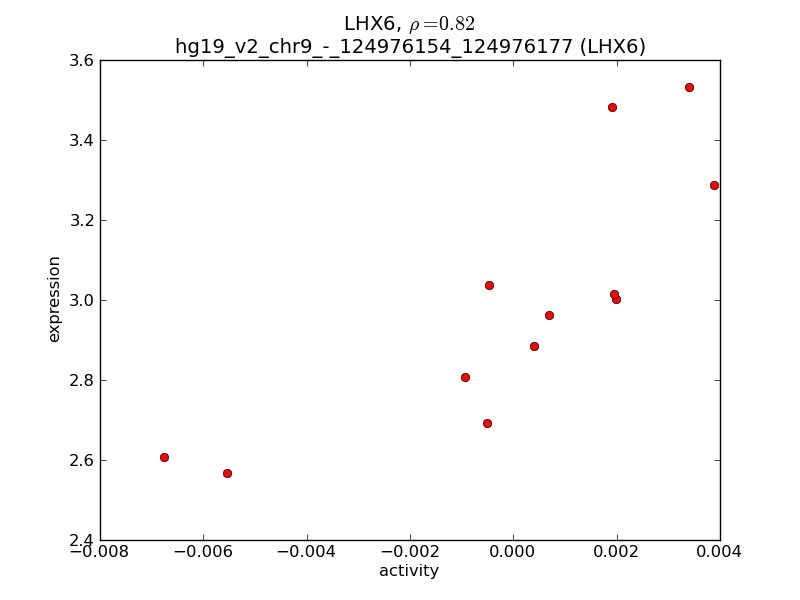 LHX6, ρ=0.82
hg19_v2_chr9_-_124976154_124976177 (LHX6)
3.6
3.4
3.2
3.0
2.8
2.6
2.4
expression
−0.008 −0.006 −0.004 −0.002 0.000 0.002 0.004
activity